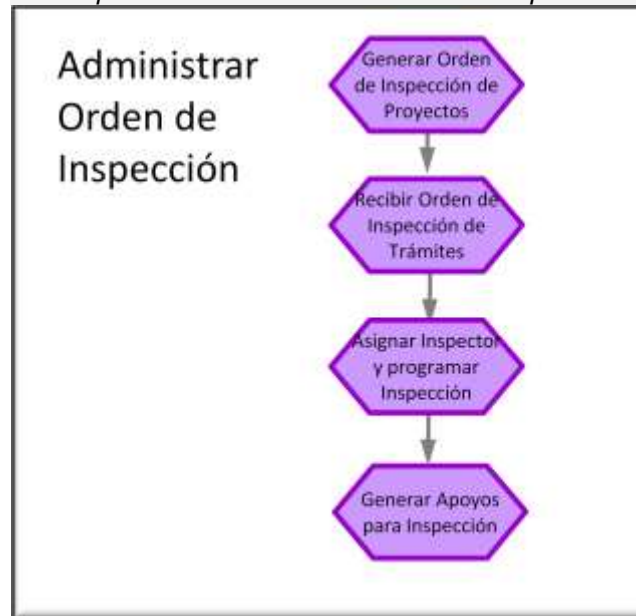 Administrar
Orden de
Inspección
Generar Orden
de Inspección de
Proyectos
Recibir Orden de
Inspección de
Trámites
Asignar Inspector
y programar
Inspección
Generar Apoyos
para Inspección